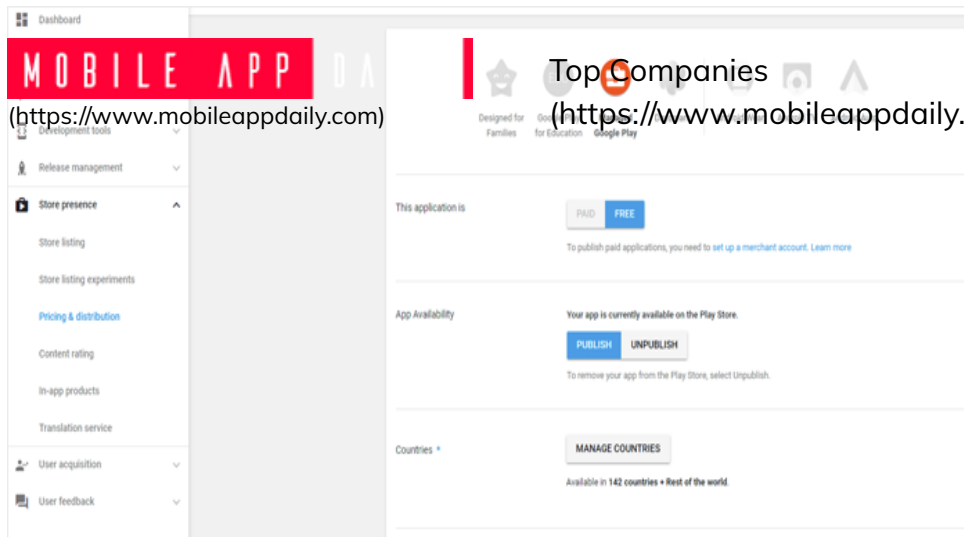 Dashboard
MOBILE APP DA
(https://www.mobileappdaily.com)
Top Companies
(https://www.mobileappdaily.
Designed for
Families
for Education
Google Play
Development tools
Release management
Store presence
Store listing
Store listing experiments
Pricing & distribution
Content rating
In-app products
Translation service
User acquisition
User feedback
This application is
PAID FREE
To publish paid applications, you need to set up a merchant account. Learn more
App Availability
Your app is currently available on the Play Store.
PUBLISH UNPUBLISH
To remove your app from the Play Store, select Unpublish.
Countries *
MANAGE COUNTRIES
Available in 142 countries + Rest of the world.